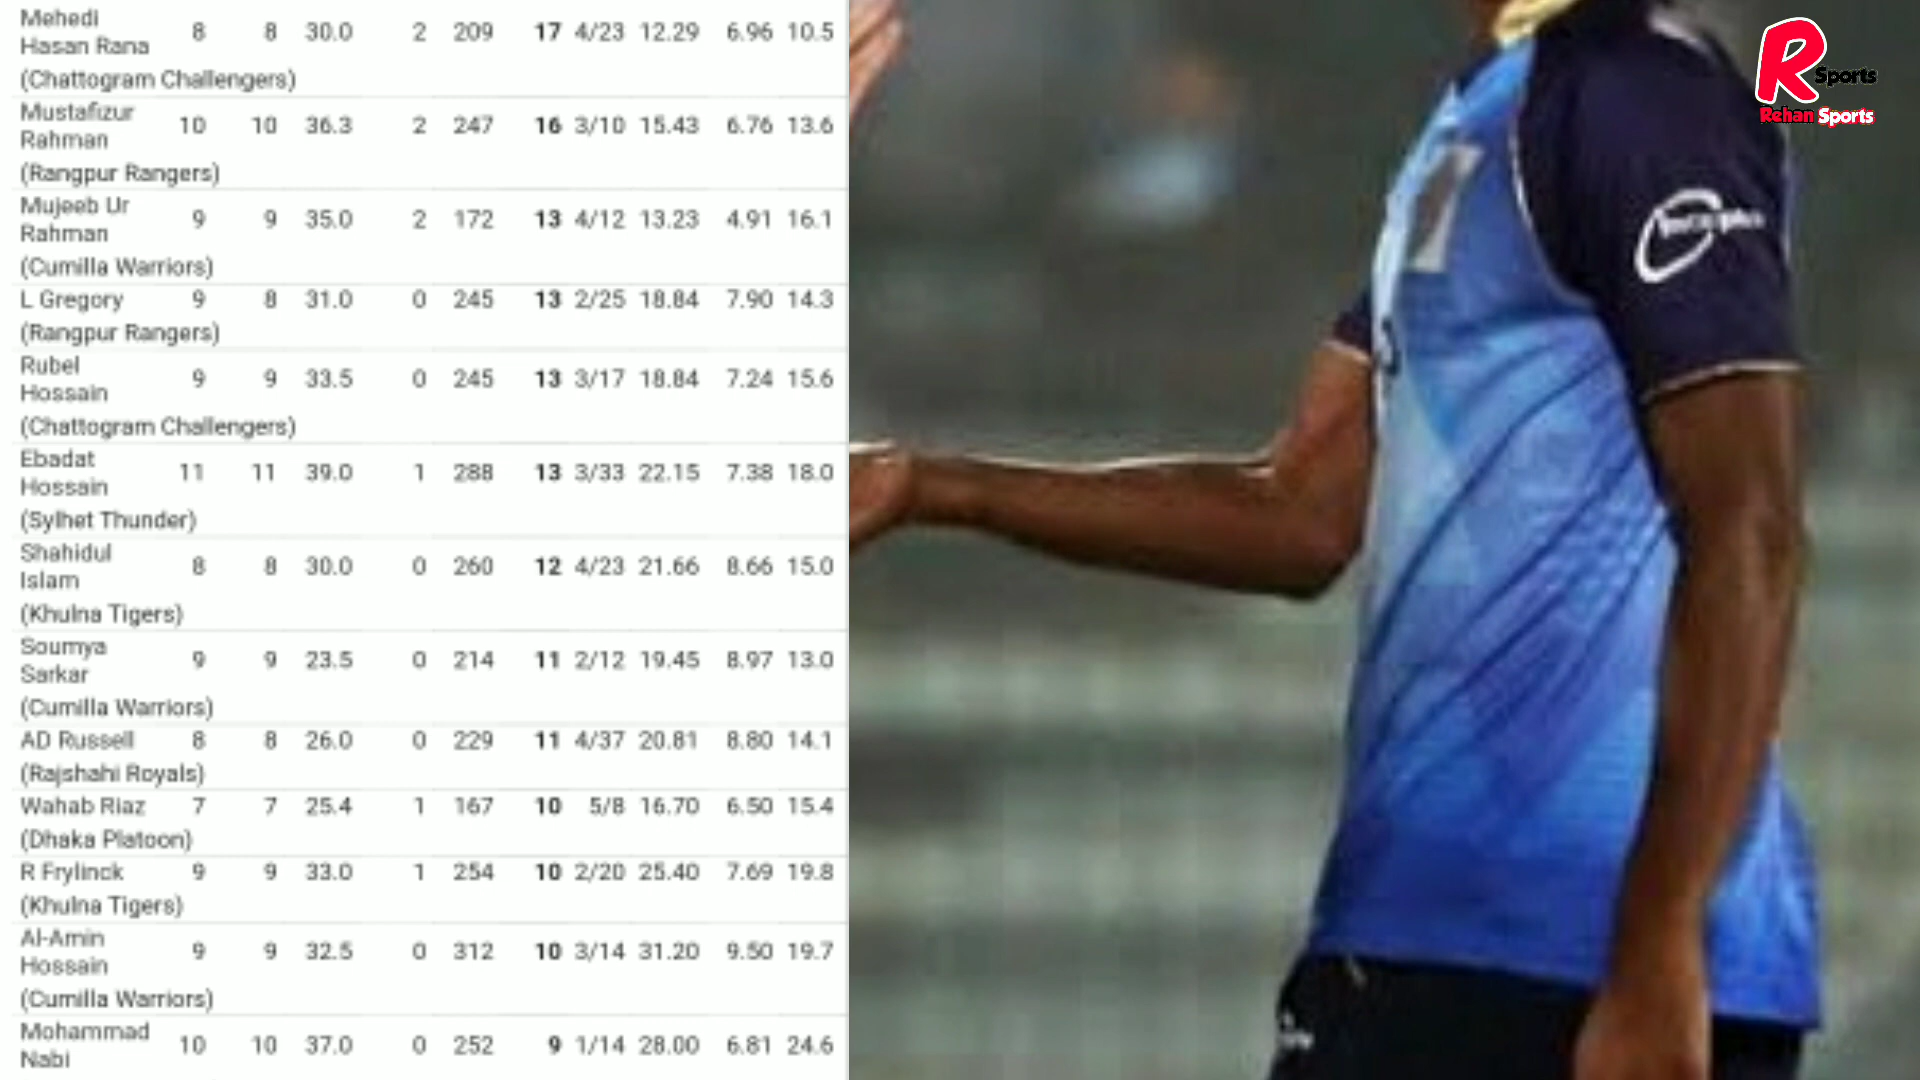 Mehedi
Hasan Rana 8 8 30.0 2 209 17 4/23 12.29 6.96 10.5
(Chattogram Challengers)
Mustafizur
Rahman 10 10 36.3 2 247 16 3/10 15.43 6.76 13.6
(Rangpur Rangers)
Mujeeb Ur
Rahman 9 9 35.0 2 172 13 4/12 13.23 4.91 16.1
(Cumilla Warriors)
L Gregory 9 8 31.0 0 245 13 2/25 18.84 7.90 14.3
(Rangpur Rangers)
Rubel
Hossain 9 9 33.5 0 245 13 3/17 18.84 7.24 15.6
(Chattogram Challengers)
Ebadat
Hossain 11 11 39.0 1 288 13 3/33 22.15 7.38 18.0
(Sylhet Thunder)
Shahidul
Islam 8 8 30.0 0 260 12 4/23 21.66 8.66 15.0
(Khulna Tigers)
Soumya
Sarkar 9 9 23.5 0 214 11 2/12 19.45 8.97 13.0
(Cumilla Warriors)
AD Russell 8 8 26.0 0 229 11 4/37 20.81 8.80 14.1
(Rajshahi Royals)
Wahab Riaz 7 7 25.4 1 167 10 5/8 16.70 6.50 15.4
(Dhaka Platoon)
R Frylinck 9 9 33.0 1 254 10 2/20 25.40 7.69 19.8
(Khulna Tigers)
Al-Amin
Hossain 9 9 32.5 0 312 10 3/14 31.20 9.50 19.7
(Cumilla Warriors)
Mohammad
Nabi 10 10 37.0 0 252 9 1/14 28.00 6.81 24.6
R Sports
Rehan Sports